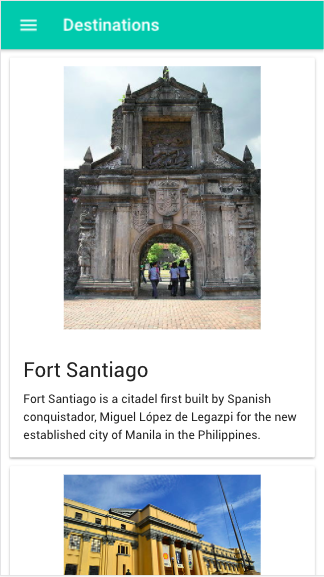 Destinations
Fort Santiago
Fort Santiago is a citadel first built by Spanish
conquistador, Miguel López de Legazpi for the new
established city of Manila in the Philippines.